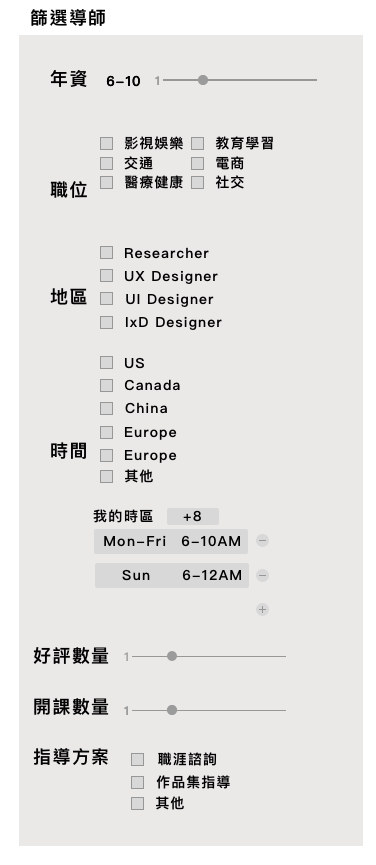 篩選導師
年資 6–10 1
影視娛樂 教育學習
交通 電商
醫療健康 社交
職位
Researcher
UX Designer
地區
UI Designer
IxD Designer
US
Canada
China
Europe
時間
Europe
其他
我的時區 +8
Mon–Fri 6–10AM
Sun 6–12AM
好評數量 1
開課數量 1
指導方案 職涯諮詢
作品集指導
其他